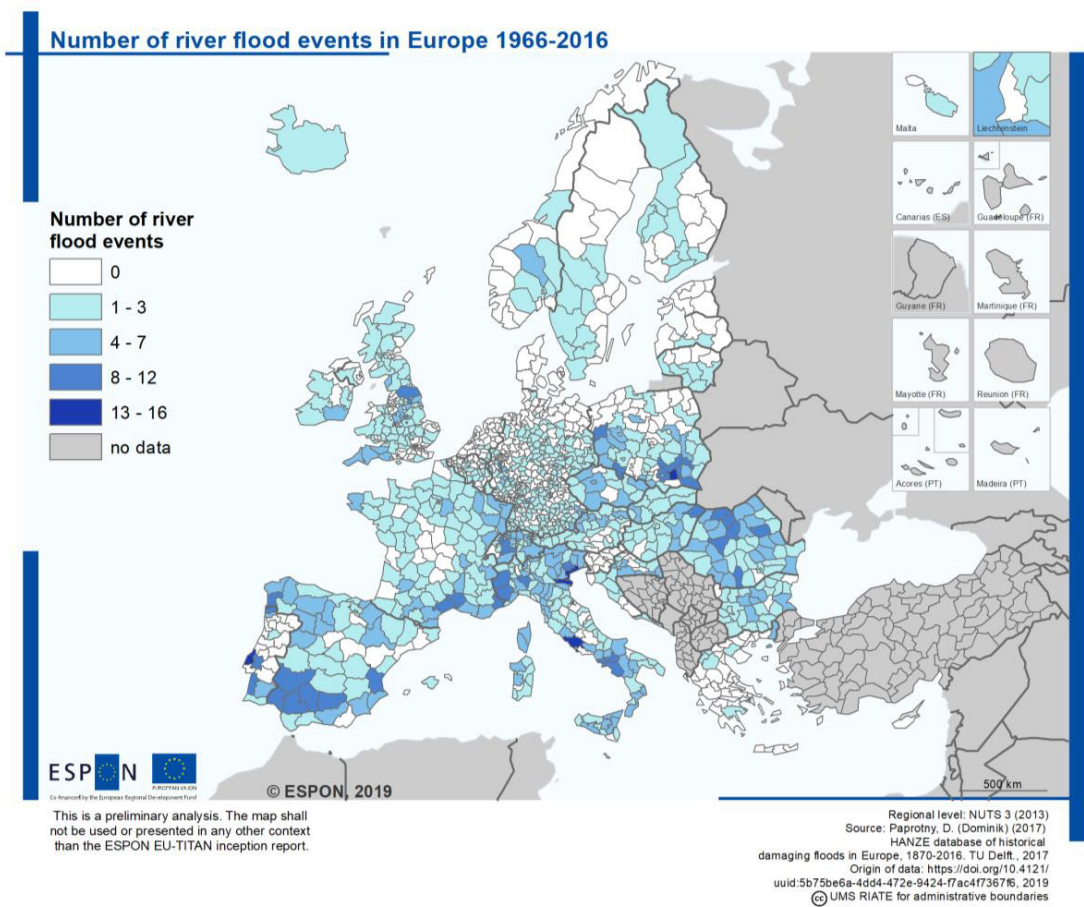 Number of river flood events in Europe 1966-2016
Malta
Liechtenstein
Canarias (ES)
Guadeloupe (FR)
Guyane (FR)
Martinique (FR)
Mayotte (FR)
Reunion (FR)
Acores (PT)
Madeira (PT)
Number of river
flood events
0
1 - 3
4 - 7
8 - 12
13 - 16
no data
ESPON
EUROPEAN UNION
Co-financed by the European Regional Development Fund
© ESPON, 2019
500 km
This is a preliminary analysis. The map shall
not be used or presented in any other context
than the ESPON EU-TITAN inception report.
Regional level: NUTS 3 (2013)
Source: Paprotny, D. (Dominik) (2017)
HANZE database of historical
damaging floods in Europe, 1870-2016. TU Delft., 2017
Origin of data: https://doi.org/10.4121/
uuid:5b75be6a-4dd4-472e-9424-f7ac4f7367f6, 2019
cc UMS RIATE for administrative boundaries